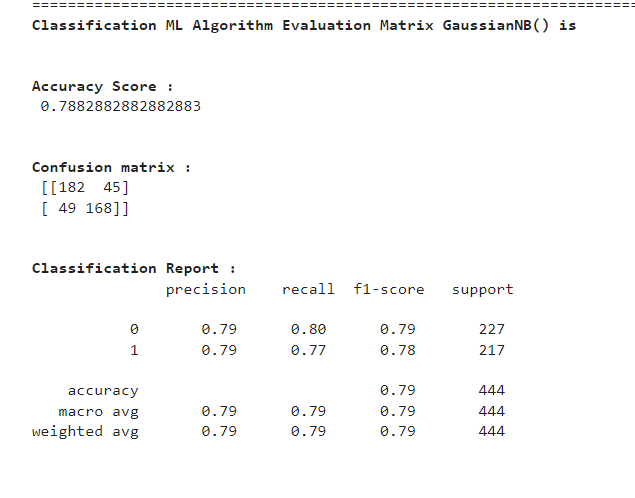 ================================================================================
Classification ML Algorithm Evaluation Matrix GaussianNB() is
Accuracy Score :
0.7882882882882883
Confusion matrix :
[[182  45]
[ 49 168]]
Classification Report :
precision    recall  f1-score   support
0       0.79      0.80      0.79       227
1       0.79      0.77      0.78       217
accuracy                           0.79       444
macro avg       0.79      0.79      0.79       444
weighted avg       0.79      0.79      0.79       444